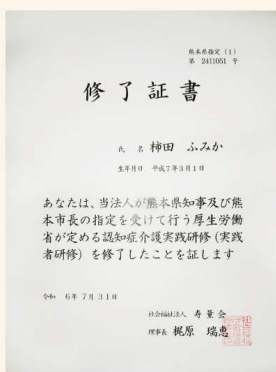 熊本県指定(1)
第 2411051 号
修了証書
氏 名 柿田 ふみか
生年月日 平成7年3月1日
あなたは、当法人が熊本県知事及び熊
本市長の指定を受けて行う厚生労働
省が定める認知症介護実践研修(実践
者研修)を修了したことを証します
令和 6年 7月 31日
社会福祉法人 寿量会
理事長 梶原 瑞恵